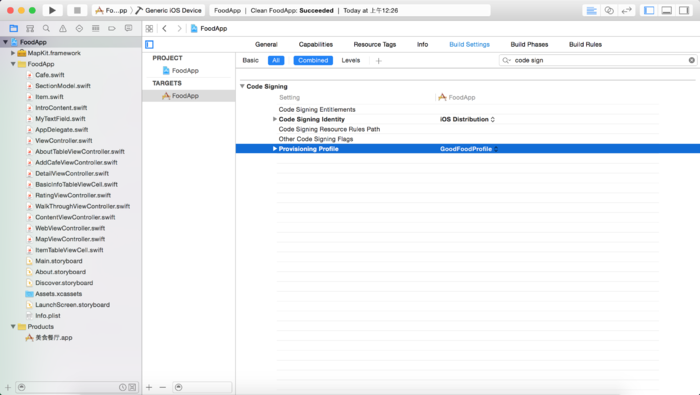 Fo...pp
Generic iOS Device
FoodApp | Clean FoodApp: Succeeded | Today at 上午12:26
FoodApp
MapKit.framework
FoodApp
Cafe.swift
SectionModel.swift
Item.swift
IntroContent.swift
MyTextField.swift
AppDelegate.swift
ViewController.swift
AboutTableViewController.swift
AddCafeViewController.swift
DetailViewController.swift
BasicInfoTableViewCell.swift
RatingViewController.swift
WalkThroughViewController.swift
ContentViewController.swift
WebViewController.swift
MapViewController.swift
ItemTableViewCell.swift
Main.storyboard
About.storyboard
Discover.storyboard
Assets.xcassets
LaunchScreen.storyboard
Info.plist
Products
美食餐厅.app
FoodApp
PROJECT
FoodApp
TARGETS
FoodApp
General Capabilities Resource Tags Info Build Settings Build Phases Build Rules
Basic All Combined Levels +
code sign
Code Signing
Setting FoodApp
Code Signing Entitlements
Code Signing Identity iOS Distribution
Code Signing Resource Rules Path
Other Code Signing Flags
Provisioning Profile GoodFoodProfile